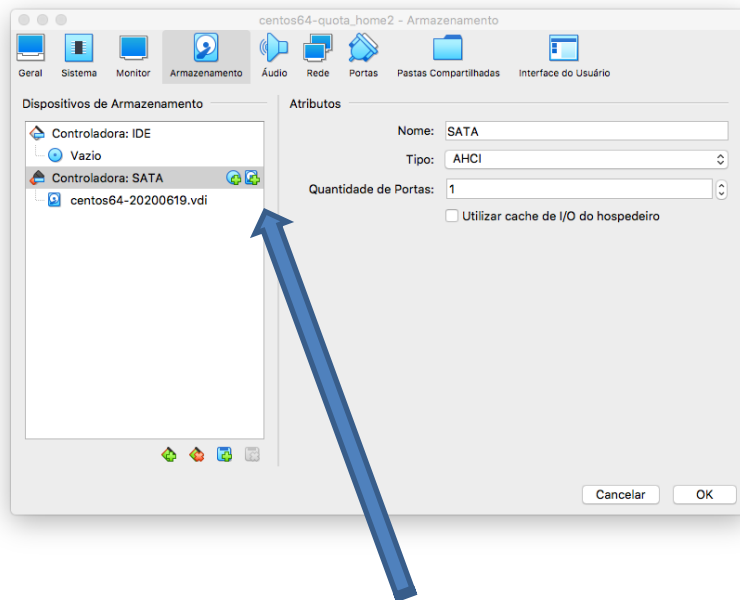 centos64-quota_home2 - Armazenamento
Geral Sistema Monitor Armazenamento Áudio Rede Portas Pastas Compartilhadas Interface do Usuário
Dispositivos de Armazenamento
Controladora: IDE
Vazio
Controladora: SATA
centos64-20200619.vdi
Atributos
Nome: SATA
Tipo: AHCI
Quantidade de Portas: 1
Utilizar cache de I/O do hospedeiro
Cancelar OK